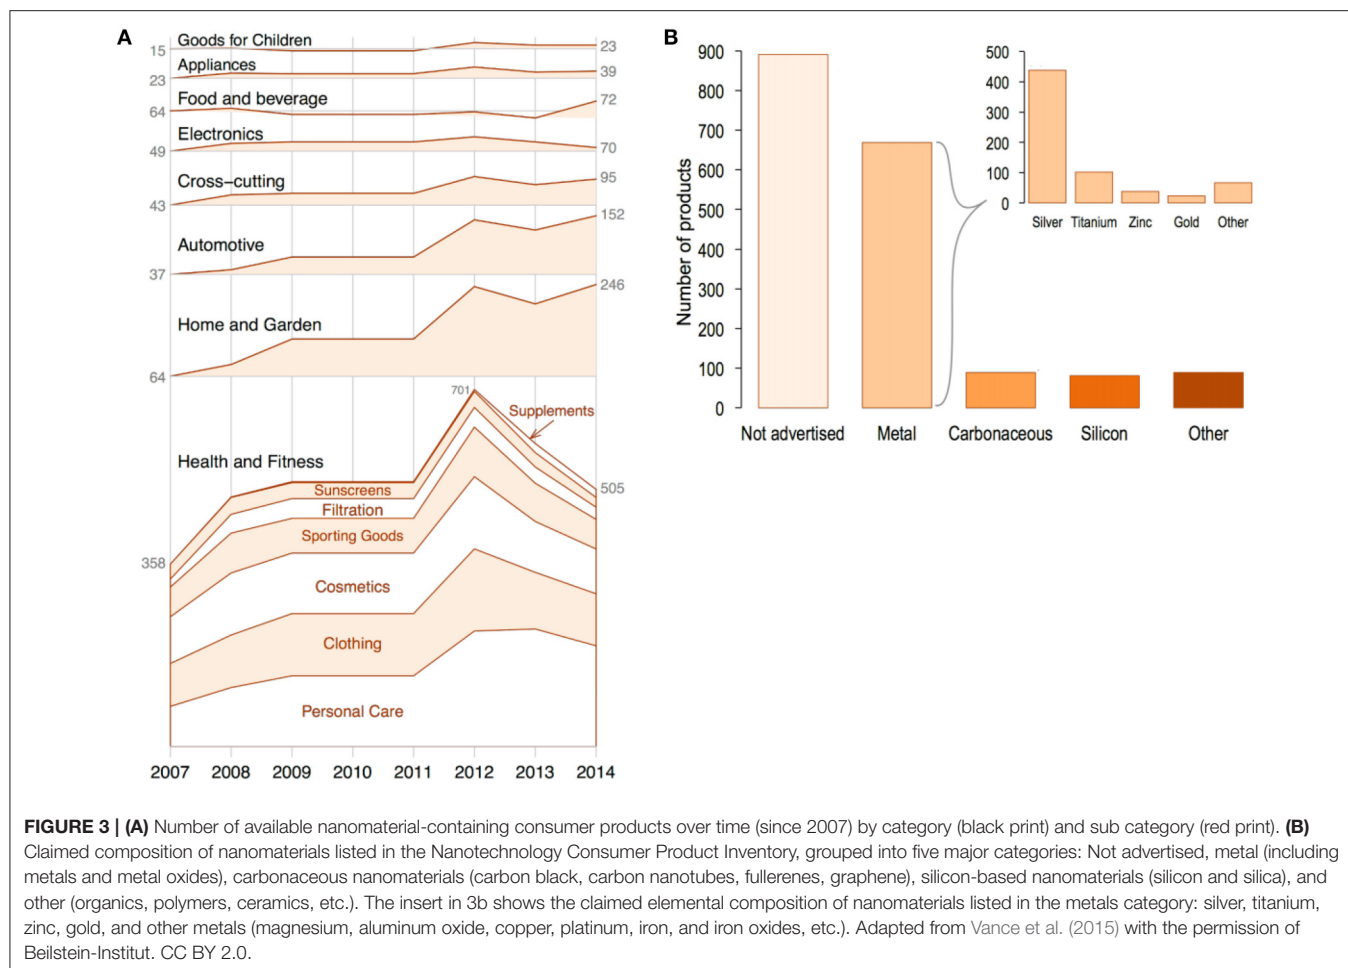 A
Goods for Children
15
23
Appliances
23
39
Food and beverage
64
72
Electronics
49
70
Cross-cutting
43
95
Automotive
37
152
Home and Garden
64
246
701
Supplements
Health and Fitness
Sunscreens
505
Filtration
Sporting Goods
358
Cosmetics
Clothing
Personal Care
2007 2008 2009 2010 2011 2012 2013 2014
B
Number of products
900
800
700
600
500
400
300
200
100
0
Not advertised Metal Carbonaceous Silicon Other
500
400
300
200
100
0
Silver Titanium Zinc Gold Other
FIGURE 3 | (A) Number of available nanomaterial-containing consumer products over time (since 2007) by category (black print) and sub category (red print). (B)
Claimed composition of nanomaterials listed in the Nanotechnology Consumer Product Inventory, grouped into five major categories: Not advertised, metal (including
metals and metal oxides), carbonaceous nanomaterials (carbon black, carbon nanotubes, fullerenes, graphene), silicon-based nanomaterials (silicon and silica), and
other (organics, polymers, ceramics, etc.). The insert in 3b shows the claimed elemental composition of nanomaterials listed in the metals category: silver, titanium,
zinc, gold, and other metals (magnesium, aluminum oxide, copper, platinum, iron, and iron oxides, etc.). Adapted from Vance et al. (2015) with the permission of
Beilstein-Institut. CC BY 2.0.